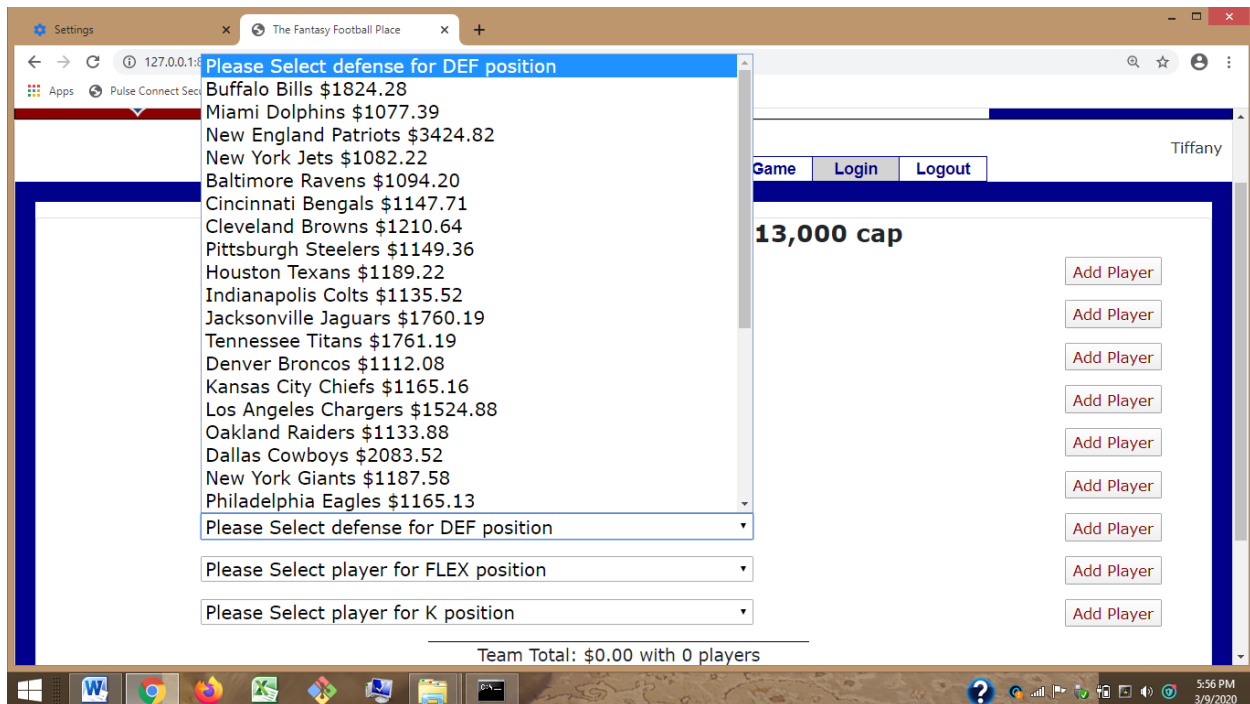 Settings
The Fantasy Football Place
127.0.0.1:8
Apps
Pulse Connect Secu
Please Select defense for DEF position
Buffalo Bills $1824.28
Miami Dolphins $1077.39
New England Patriots $3424.82
New York Jets $1082.22
Baltimore Ravens $1094.20
Cincinnati Bengals $1147.71
Cleveland Browns $1210.64
Pittsburgh Steelers $1149.36
Houston Texans $1189.22
Indianapolis Colts $1135.52
Jacksonville Jaguars $1760.19
Tennessee Titans $1761.19
Denver Broncos $1112.08
Kansas City Chiefs $1165.16
Los Angeles Chargers $1524.88
Oakland Raiders $1133.88
Dallas Cowboys $2083.52
New York Giants $1187.58
Philadelphia Eagles $1165.13
Tiffany
Game Login Logout
13,000 cap
Add Player
Add Player
Add Player
Add Player
Add Player
Add Player
Please Select defense for DEF position Add Player
Please Select player for FLEX position Add Player
Please Select player for K position Add Player
Team Total: $0.00 with 0 players
5:56 PM
3/9/2020